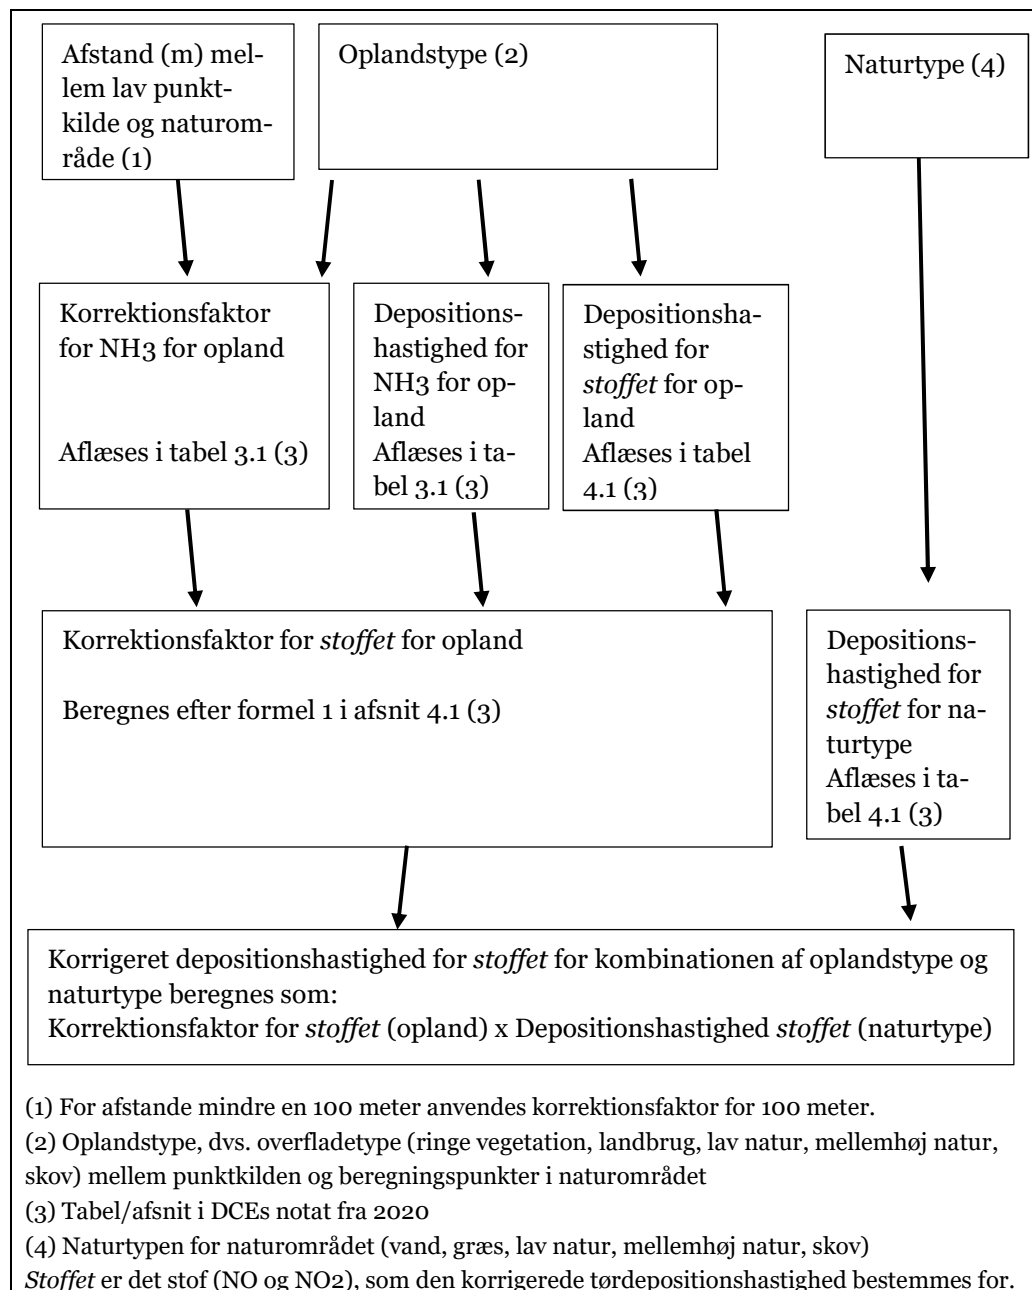 Afstand (m) mel-
lem lav punkt-
kilde og naturom-
råde (1)
Oplandstype (2)
Naturtype (4)
Korrektionsfaktor
for NH3 for opland
Aflæses i tabel 3.1 (3)
Depositions-
hastighed for
NH3 for op-
land
Aflæses i ta-
bel 3.1 (3)
Depositionsha-
stighed for
stoffet for op-
land
Aflæses i tabel
4.1 (3)
Korrektionsfaktor for stoffet for opland
Beregnes efter formel 1 i afsnit 4.1 (3)
Depositions-
hastighed for
stoffet for na-
turtype
Aflæses i ta-
bel 4.1 (3)
Korrigeret depositionshastighed for stoffet for kombinationen af oplandstype og
naturtype beregnes som:
Korrektionsfaktor for stoffet (opland) x Depositionshastighed stoffet (naturtype)
(1) For afstande mindre en 100 meter anvendes korrektionsfaktor for 100 meter.
(2) Oplandstype, dvs. overfladetype (ringe vegetation, landbrug, lav natur, mellemhøj natur,
skov) mellem punktkilden og beregningspunkter i naturområdet
(3) Tabel/afsnit i DCEs notat fra 2020
(4) Naturtypen for naturområdet (vand, græs, lav natur, mellemhøj natur, skov)
Stoffet er det stof (NO og NO2), som den korrigerede tørdepositionshastighed bestemmes for.